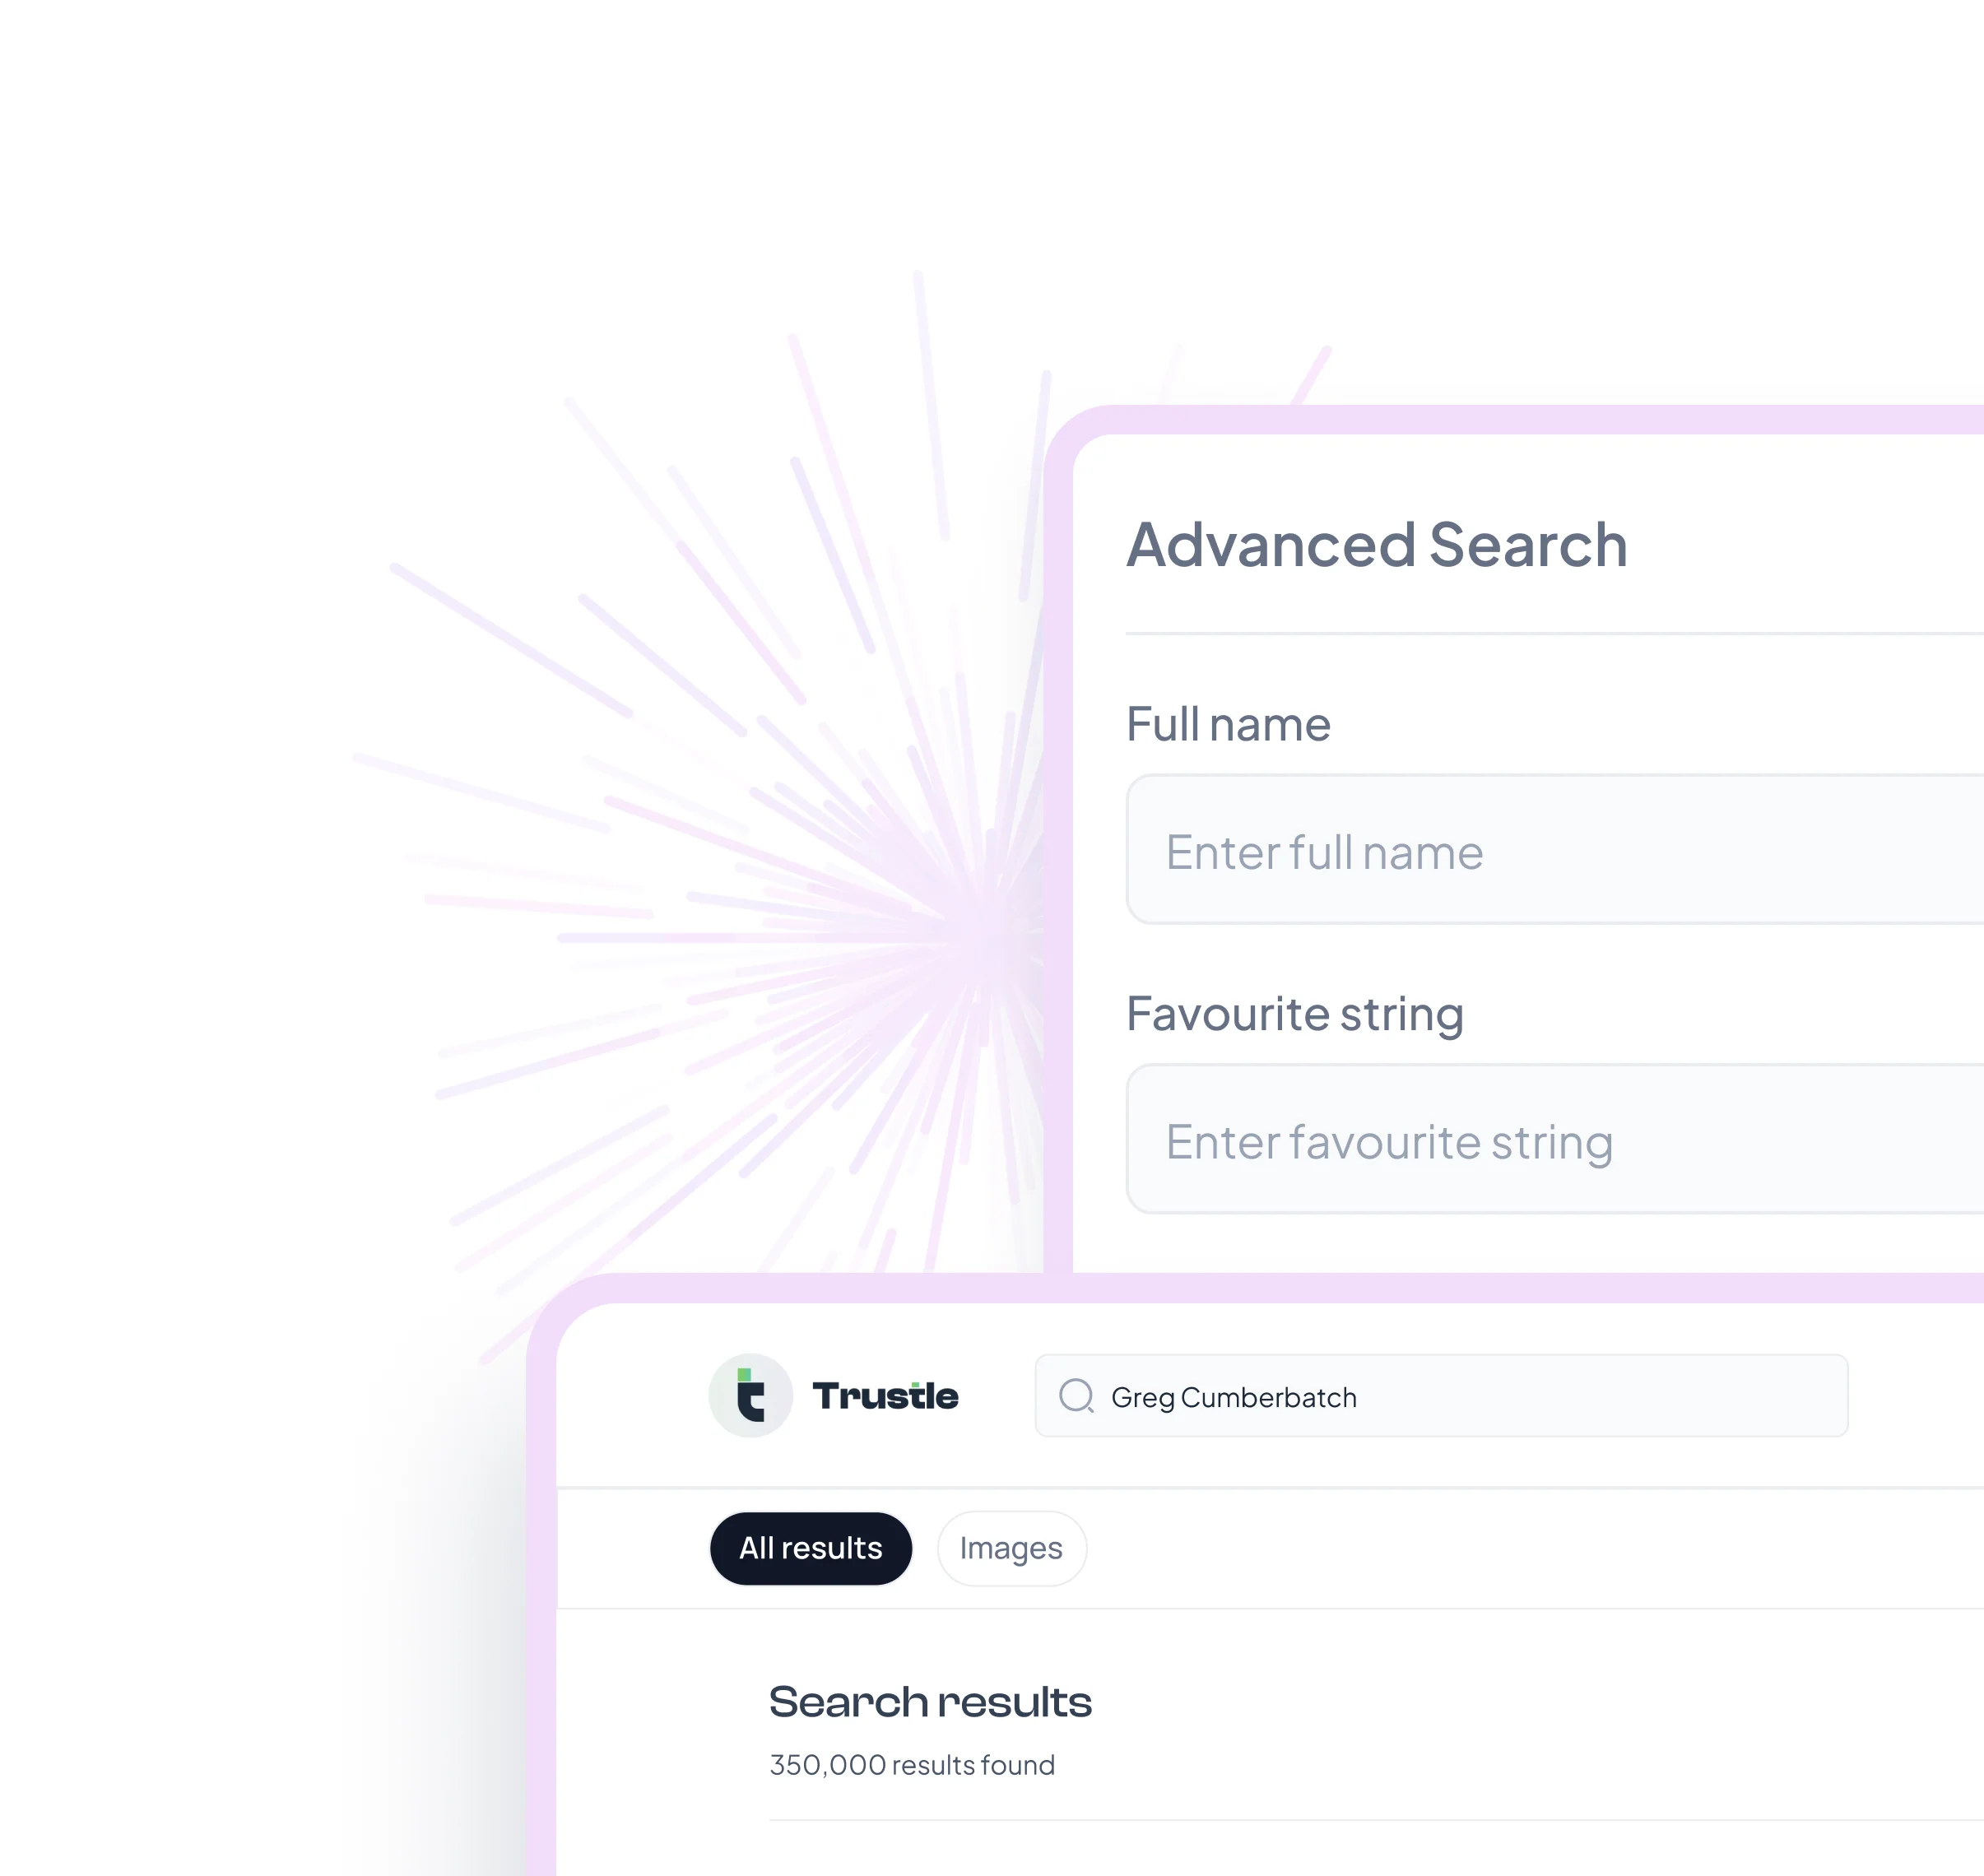 Advanced Search
Full name
Enter full name
Favourite string
Enter favourite string
Trustle
Greg Cumberbatch
All results
Images
Search results
350,000 results found